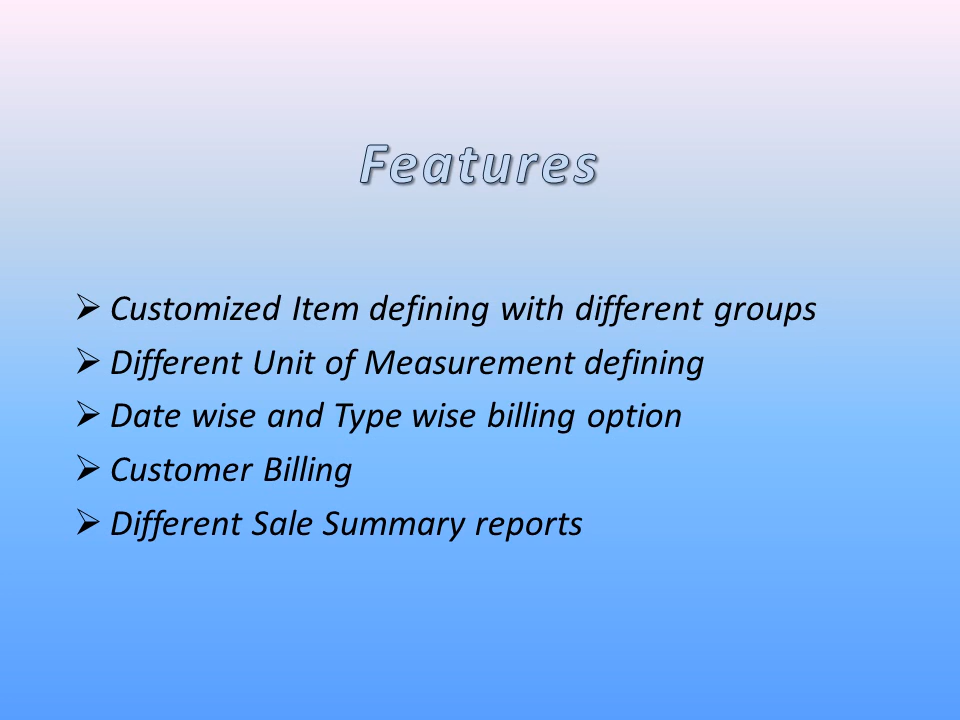 Features
➢ Customized Item defining with different groups
➢ Different Unit of Measurement defining
➢ Date wise and Type wise billing option
➢ Customer Billing
➢ Different Sale Summary reports